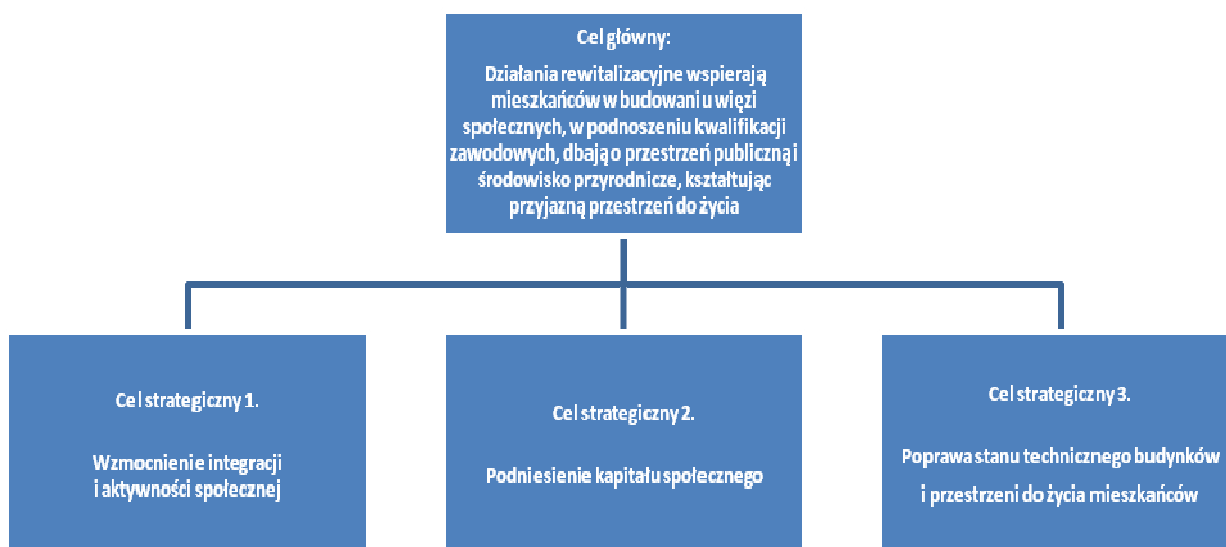 Cel główny:
Działania rewitalizacyjne wspierają
mieszkańców w budowaniu więzi
społecznych, w podnoszeniu kwalifikacji
zawodowych, dbają o przestrzeń publiczną i
środowisko przyrodnicze, kształtując
przyjazną przestrzeń do życia
Cel strategiczny 1.
Wzmocnienie integracji
i aktywności społecznej
Cel strategiczny 2.
Podniesienie kapitału społecznego
Cel strategiczny 3.
Poprawa stanu technicznego budynków
i przestrzeni do życia mieszkańców